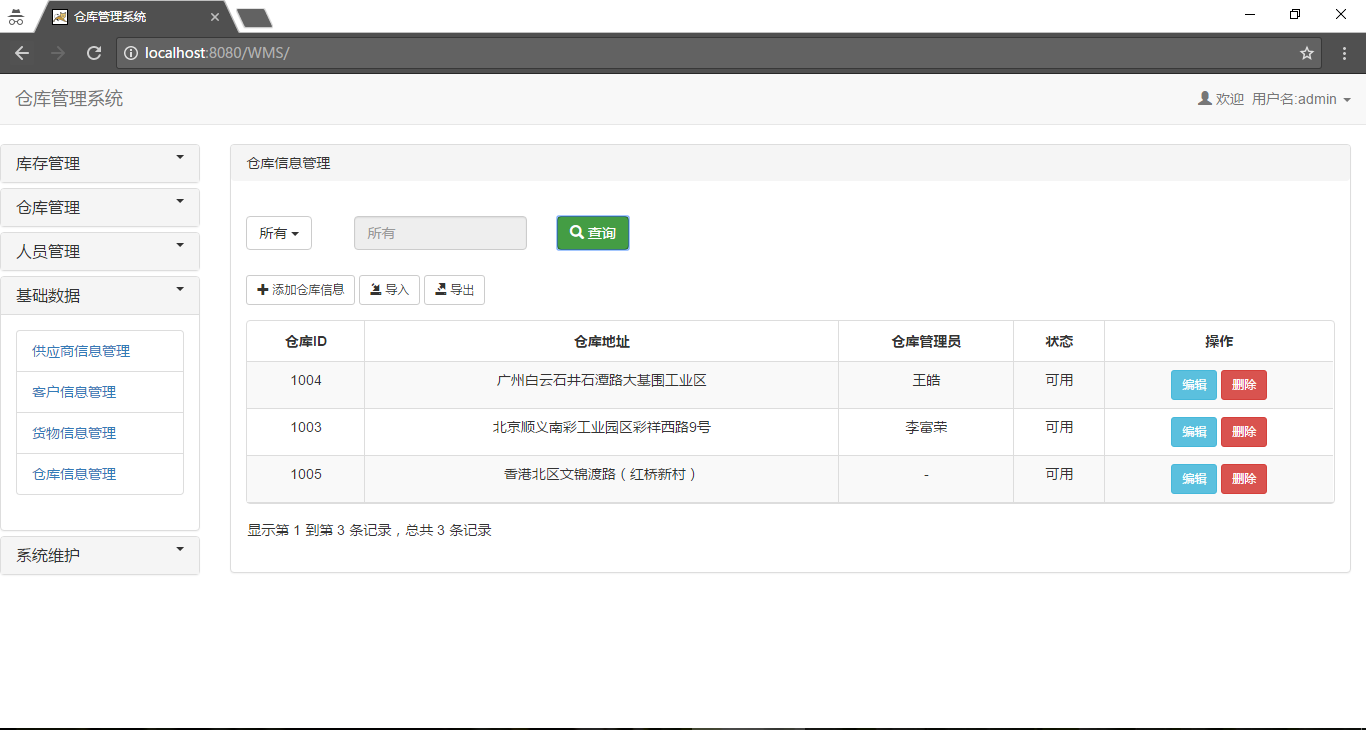 仓库管理系统
localhost:8080/WMS/
仓库管理系统
欢迎 用户名:admin
库存管理
仓库管理
人员管理
基础数据
供应商信息管理
客户信息管理
货物信息管理
仓库信息管理
系统维护
仓库信息管理
所有 所有 查询
添加仓库信息 导入 导出
仓库ID 仓库地址 仓库管理员 状态 操作
1004 广州白云石井石潭路大基围工业区 王皓 可用 编辑 删除
1003 北京顺义南彩工业园区彩祥西路9号 李富荣 可用 编辑 删除
1005 香港北区文锦渡路（红桥新村） - 可用 编辑 删除
显示第 1 到第 3 条记录，总共 3 条记录